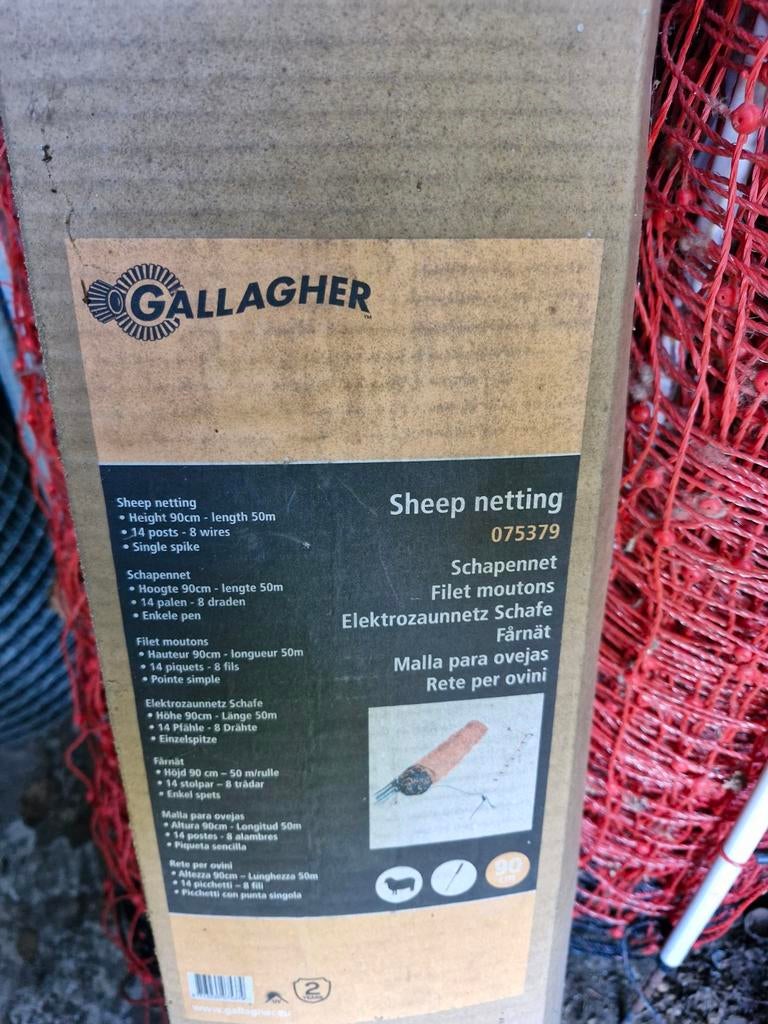 GALLAGHER™
Sheep netting
• Height 90cm - length 50m
• 14 posts - 8 wires
• Single spike
Schapennet
• Hoogte 90cm - lengte 50m
• 14 palen - 8 draden
• Enkele pen
Filet moutons
• Hauteur 90cm - longueur 50m
• 14 piquets - 8 fils
• Pointe simple
Elektrozaunnetz Schafe
• Höhe 90cm - Länge 50m
• 14 Pfähle - 8 Drähte
• Einzelspitze
Fårnät
• Höjd 90 cm – 50 m/rulle
• 14 stolpar – 8 trådar
• Enkel spets
Malla para ovejas
• Altura 90cm - Longitud 50m
• 14 postes - 8 alambres
• Piqueta sencilla
Rete per ovini
• Altezza 90cm – Lunghezza 50m
• 14 picchetti – 8 fili
• Picchetti con punta singola
Sheep netting
075379
Schapennet
Filet moutons
Elektrozaunnetz Schafe
Fårnät
Malla para ovejas
Rete per ovini
90
cm
UV
2
YEARS
www.gallagher.eu